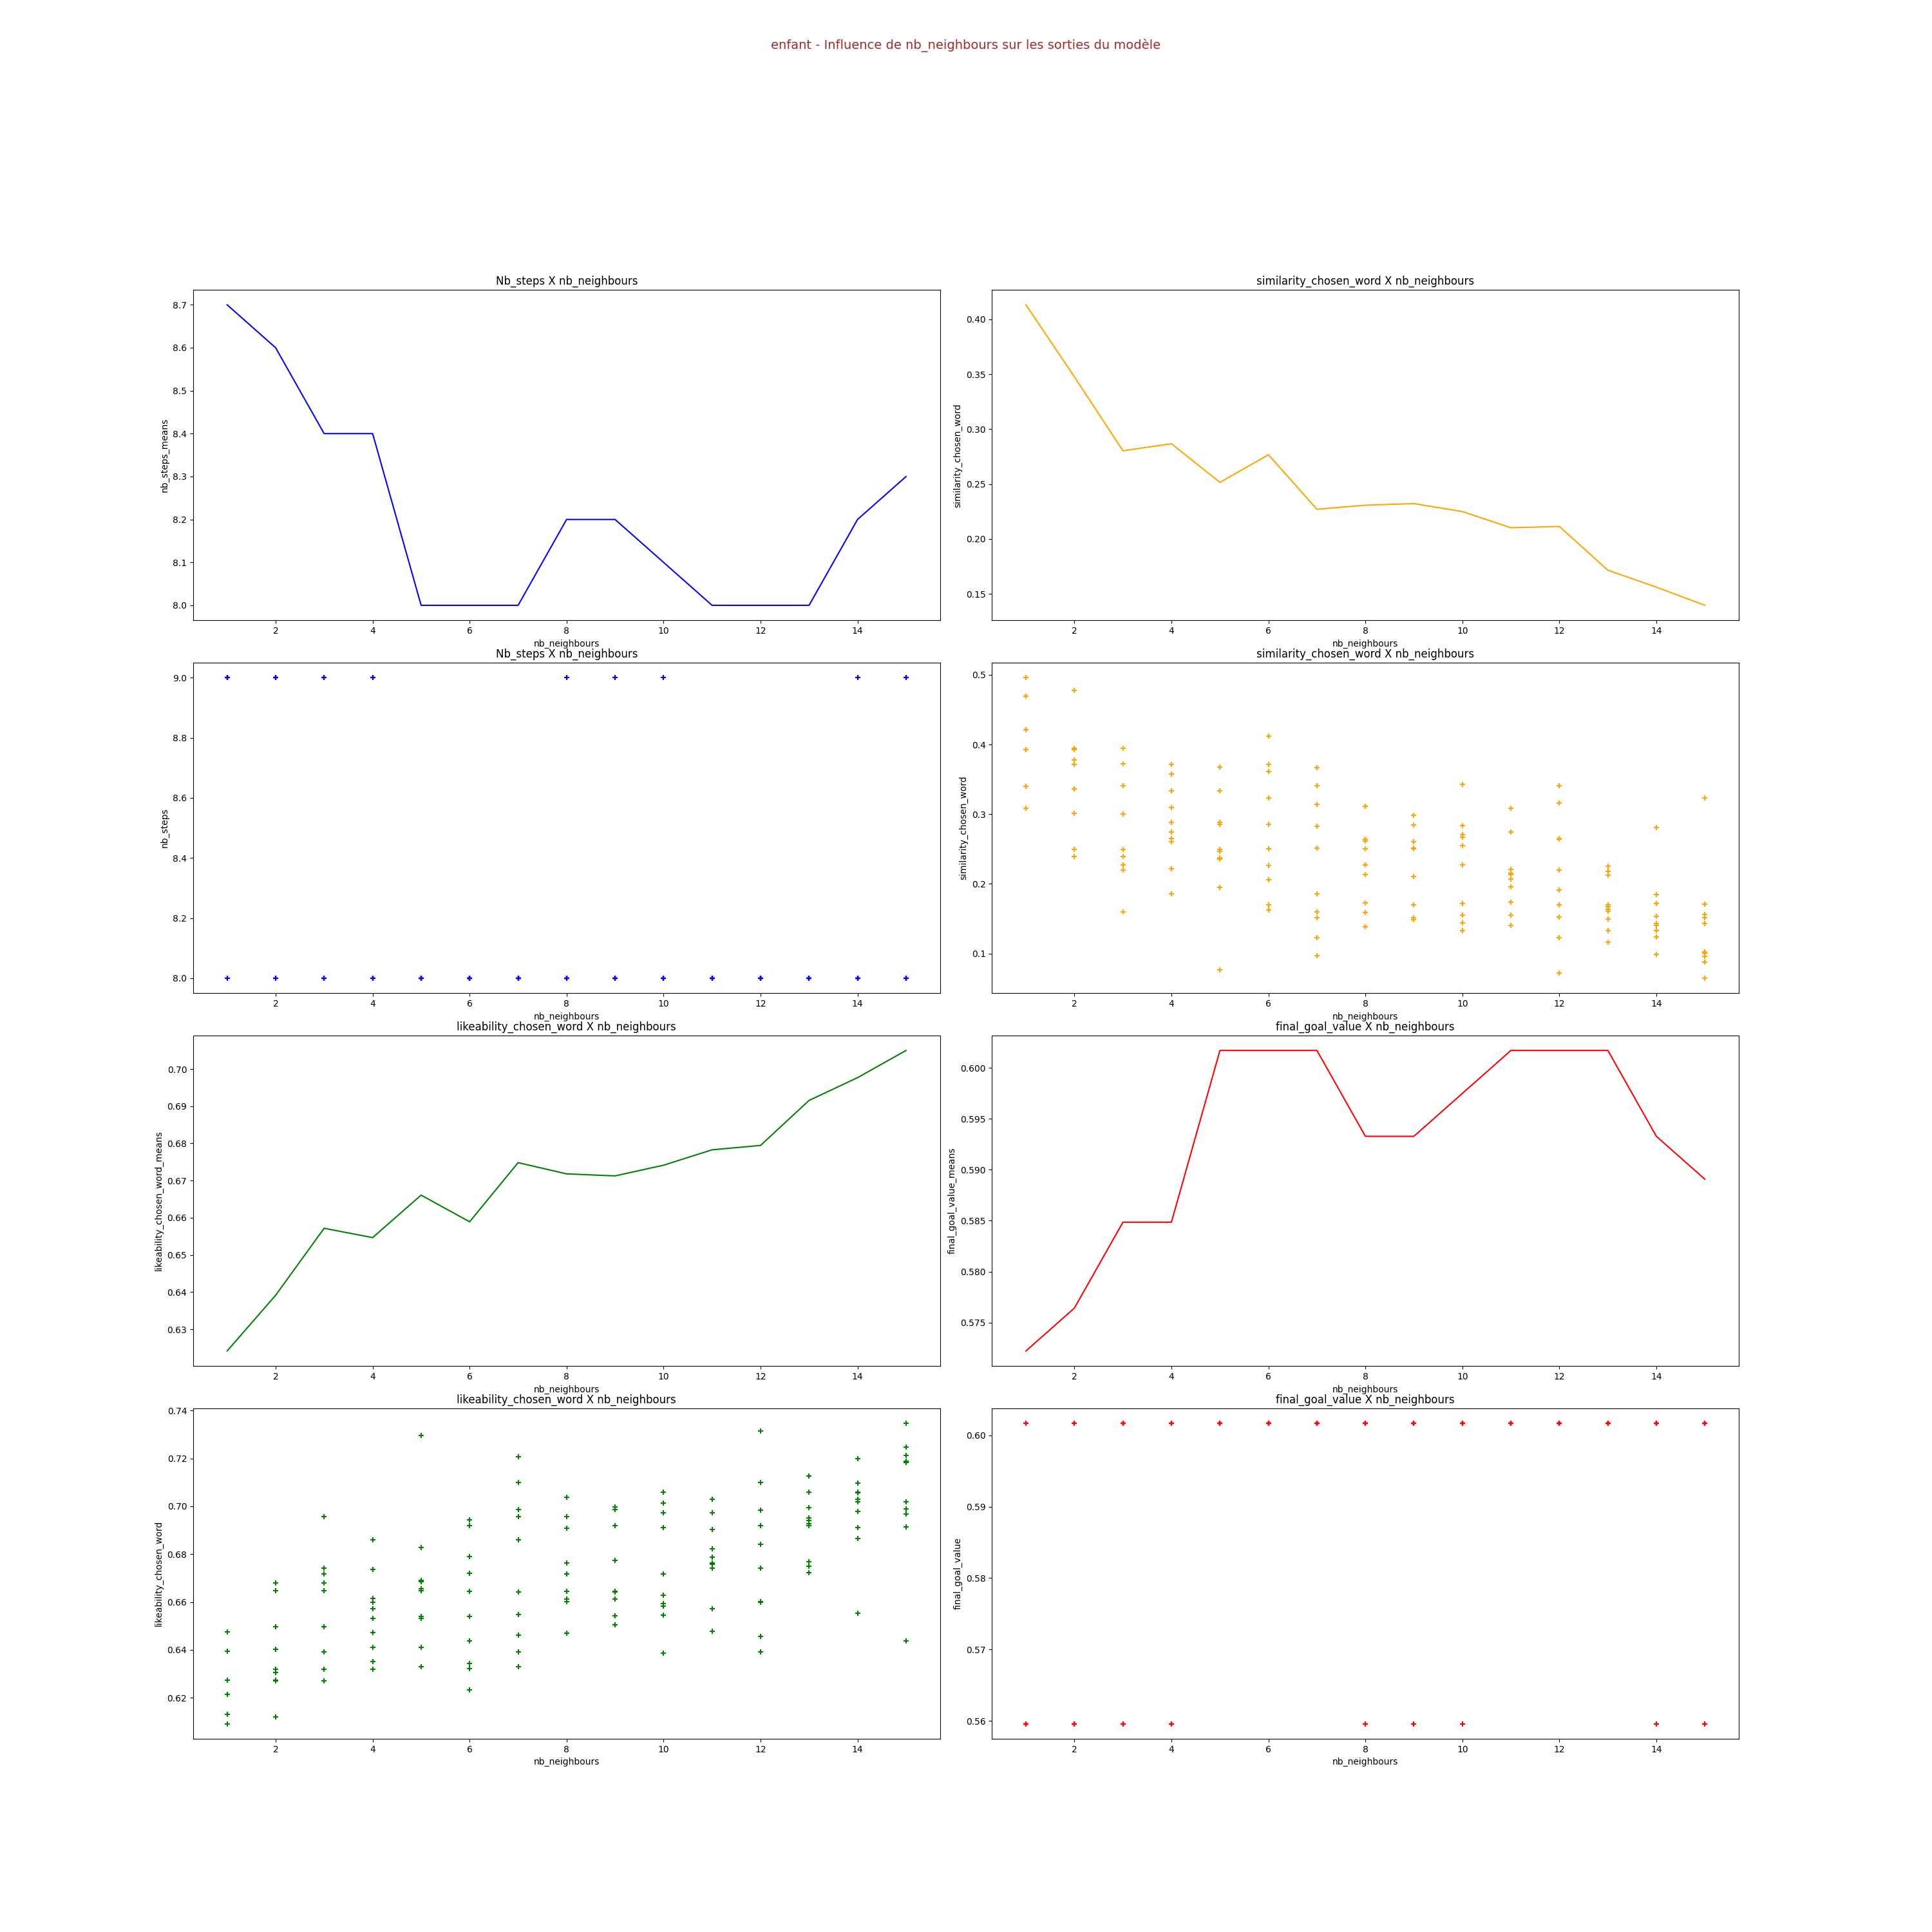 enfant - Influence de nb_neighbours sur les sorties du modèle
Nb_steps X nb_neighbours
nb_steps_means
8.7
8.6
8.5
8.4
8.3
8.2
8.1
8.0
2 4 6 8 10 12 14
nb_neighbours
similarity_chosen_word X nb_neighbours
similarity_chosen_word
0.40
0.35
0.30
0.25
0.20
0.15
2 4 6 8 10 12 14
nb_neighbours
Nb_steps X nb_neighbours
nb_steps
9.0
8.8
8.6
8.4
8.2
8.0
2 4 6 8 10 12 14
nb_neighbours
similarity_chosen_word X nb_neighbours
similarity_chosen_word
0.5
0.4
0.3
0.2
0.1
2 4 6 8 10 12 14
nb_neighbours
likeability_chosen_word X nb_neighbours
likeability_chosen_word_means
0.70
0.69
0.68
0.67
0.66
0.65
0.64
0.63
2 4 6 8 10 12 14
nb_neighbours
final_goal_value X nb_neighbours
final_goal_value_means
0.600
0.595
0.590
0.585
0.580
0.575
2 4 6 8 10 12 14
nb_neighbours
likeability_chosen_word X nb_neighbours
likeability_chosen_word
0.74
0.72
0.70
0.68
0.66
0.64
0.62
2 4 6 8 10 12 14
nb_neighbours
final_goal_value X nb_neighbours
final_goal_value
0.60
0.59
0.58
0.57
0.56
2 4 6 8 10 12 14
nb_neighbours